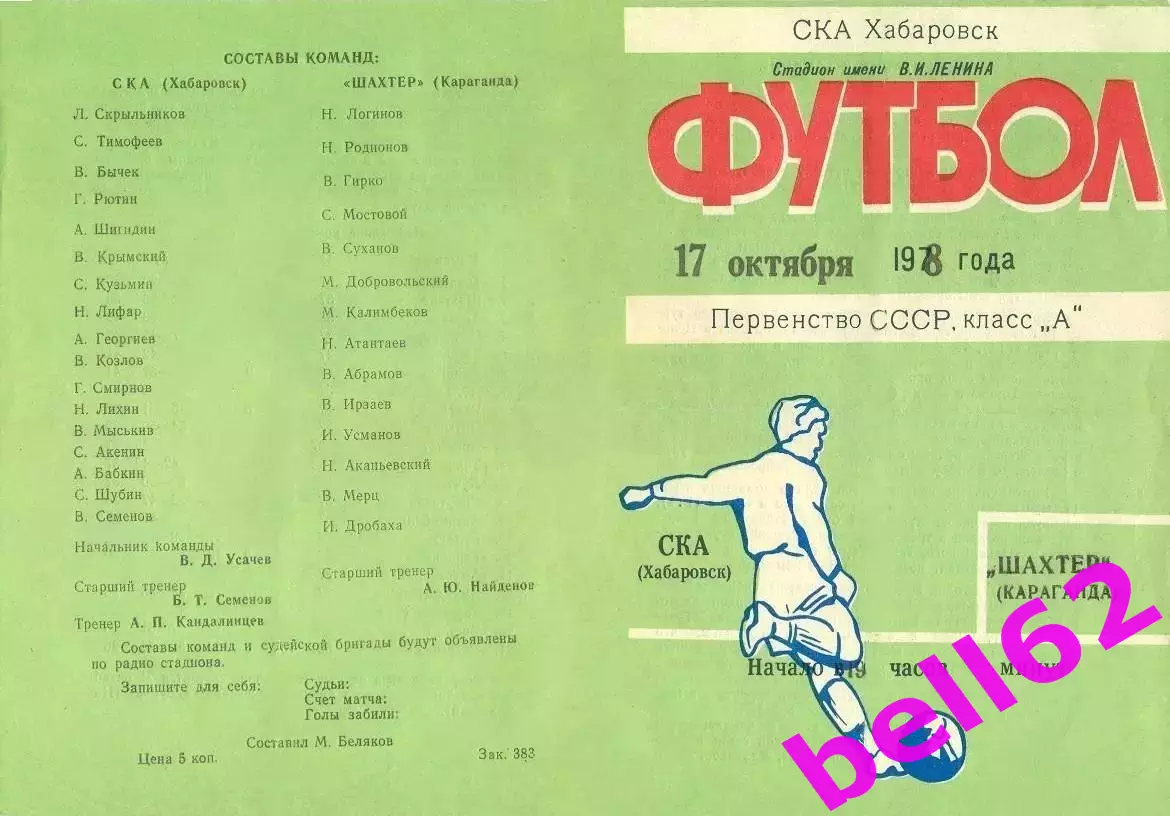 СОСТАВЫ КОМАНД:
СКА (Хабаровск)
Л. Скрыльников
С. Тимофеев
В. Бычек
Г. Рютин
А. Шигидин
В. Крымский
С. Кузьмин
Н. Лифар
А. Георгиев
В. Козлов
Г. Смирнов
Н. Лихин
В. Мыськив
С. Акенин
А. Бабкин
С. Шубин
В. Семенов
Начальник команды
В. Д. Усачев
Старший тренер
Б. Т. Семенов
Тренер А. П. Кандалинцев
«ШАХТЕР» (Караганда)
Н. Логинов
Н. Родионов
В. Гирко
С. Мостовой
В. Суханов
М. Добровольский
М. Калимбеков
Н. Атантаев
В. Абрамов
В. Ирзаев
И. Усманов
Н. Акапьевский
В. Мерц
И. Дробаха
Старший тренер
А. Ю. Найденов
Составы команд и судейской бригады будут объявлены
по радио стадиона.
Запишите для себя: Судьи:
Счет матча:
Голы забили:
Составил М. Беляков
Цена 5 коп. Зак. 383
СКА Хабаровск
Стадион имени В.И.ЛЕНИНА
ФУТБОЛ
17 октября 1978 года
Первенство СССР, класс „А“
СКА
(Хабаровск)
„ШАХТЕР“
(КАРАГАНДА
Начало в 19 часов
bell62